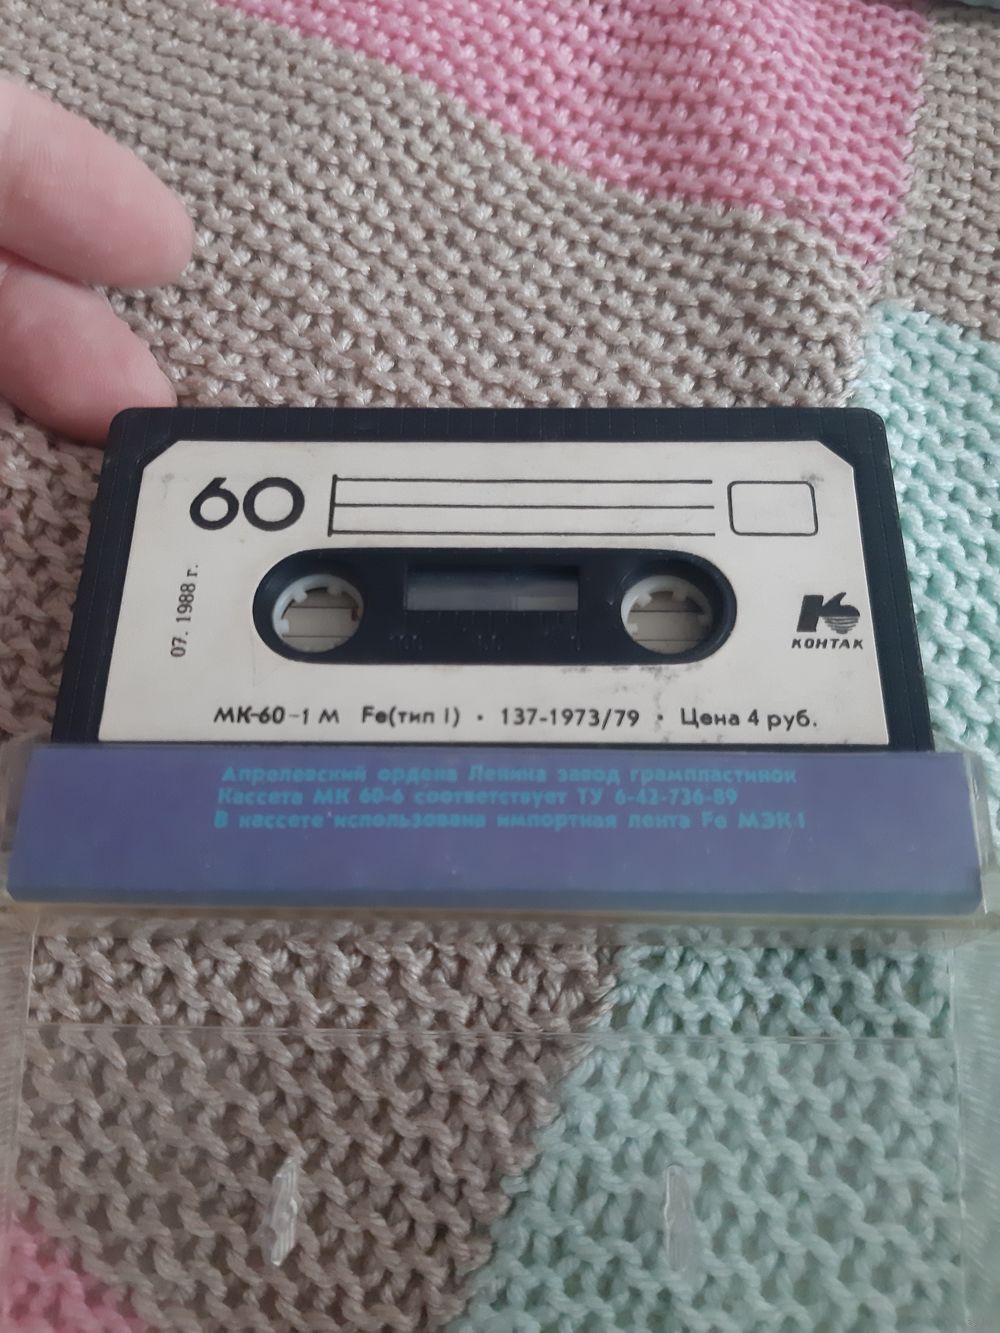 60
07. 1988 г.
К
КОНТАК
МК-60-1 М Fe(тип I) · 137-1973/79 · Цена 4 руб.
Апрелевский ордена Ленина завод грампластинок
Кассета МК 60-6 соответствует ТУ 6-42-736-89
В кассете использована импортная лента Fe МЭК I